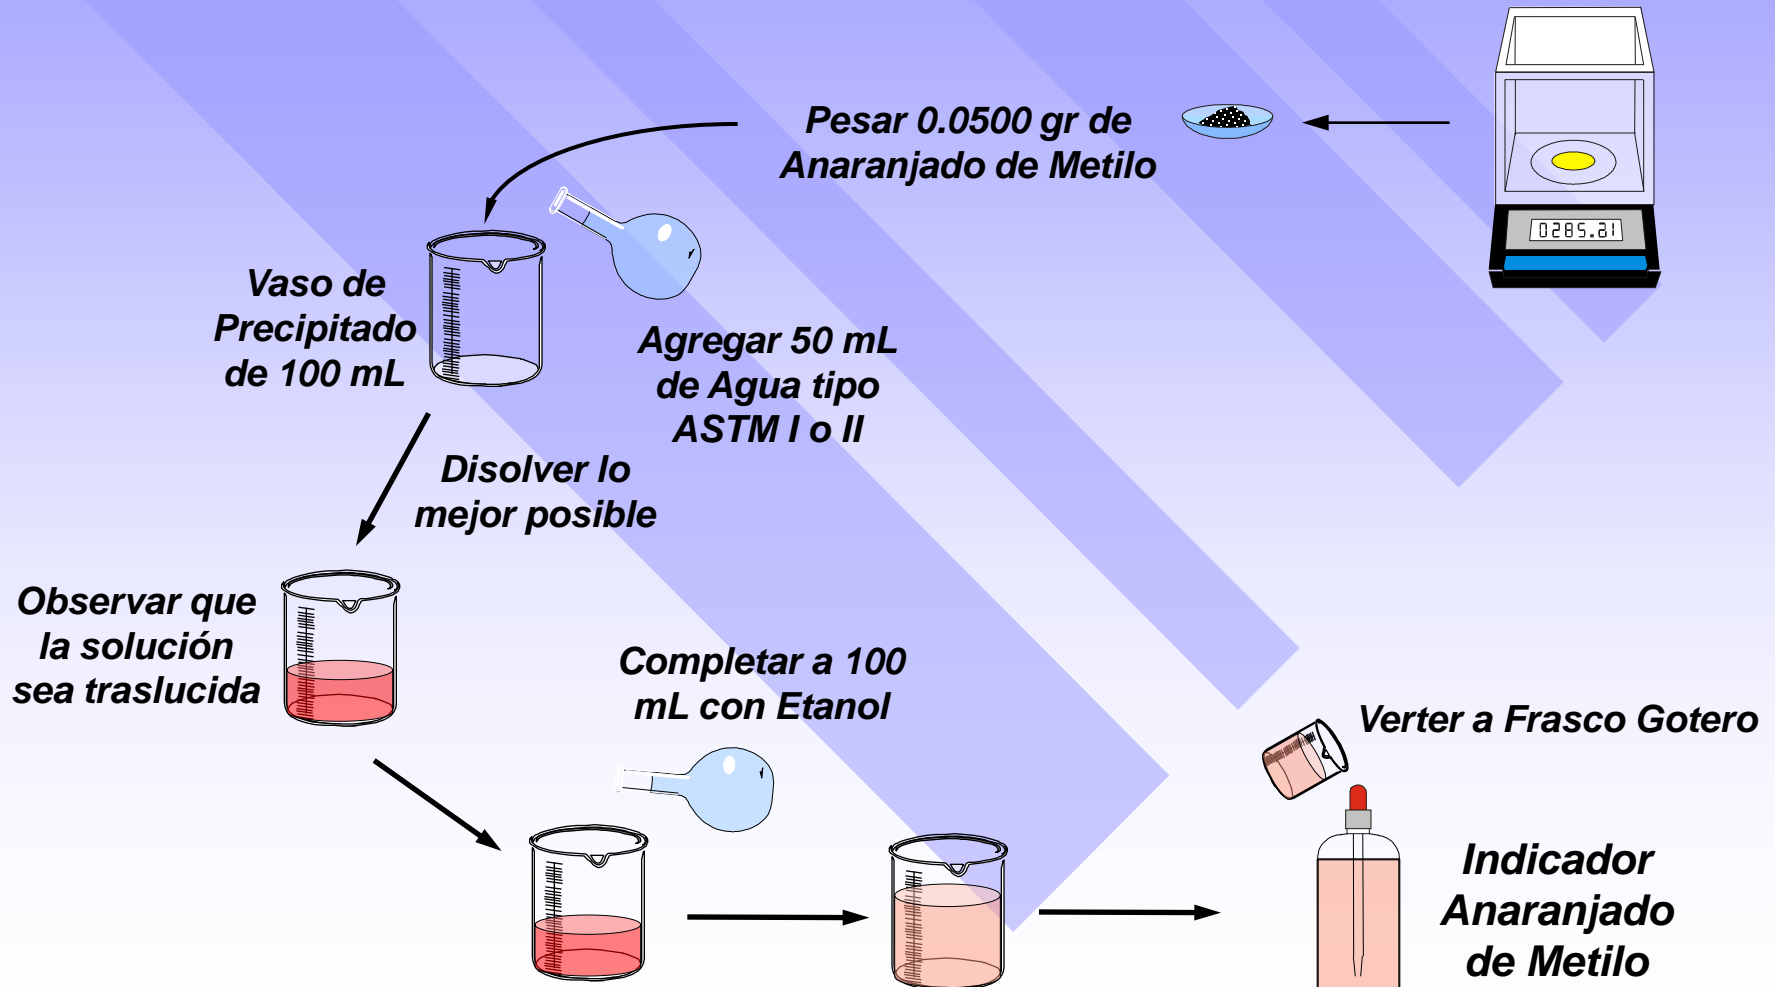 Pesar 0.0500 gr de
Anaranjado de Metilo
0285.21
Vaso de
Precipitado
de 100 mL
Agregar 50 mL
de Agua tipo
ASTM I o II
Disolver lo
mejor posible
Observar que
la solución
sea traslucida
Completar a 100
mL con Etanol
Verter a Frasco Gotero
Indicador
Anaranjado
de Metilo